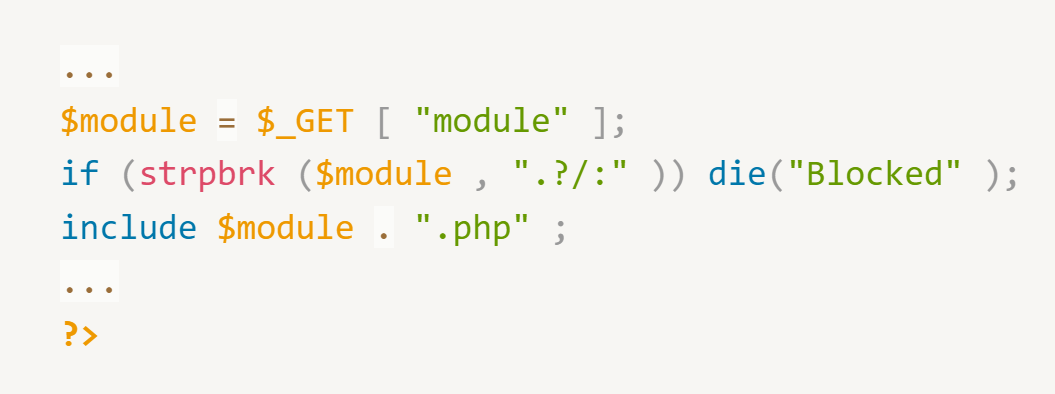 ...
$module = $_GET [ "module" ];
if (strpbrk ($module , ".?/:" )) die("Blocked" );
include $module . ".php" ;
...
?>